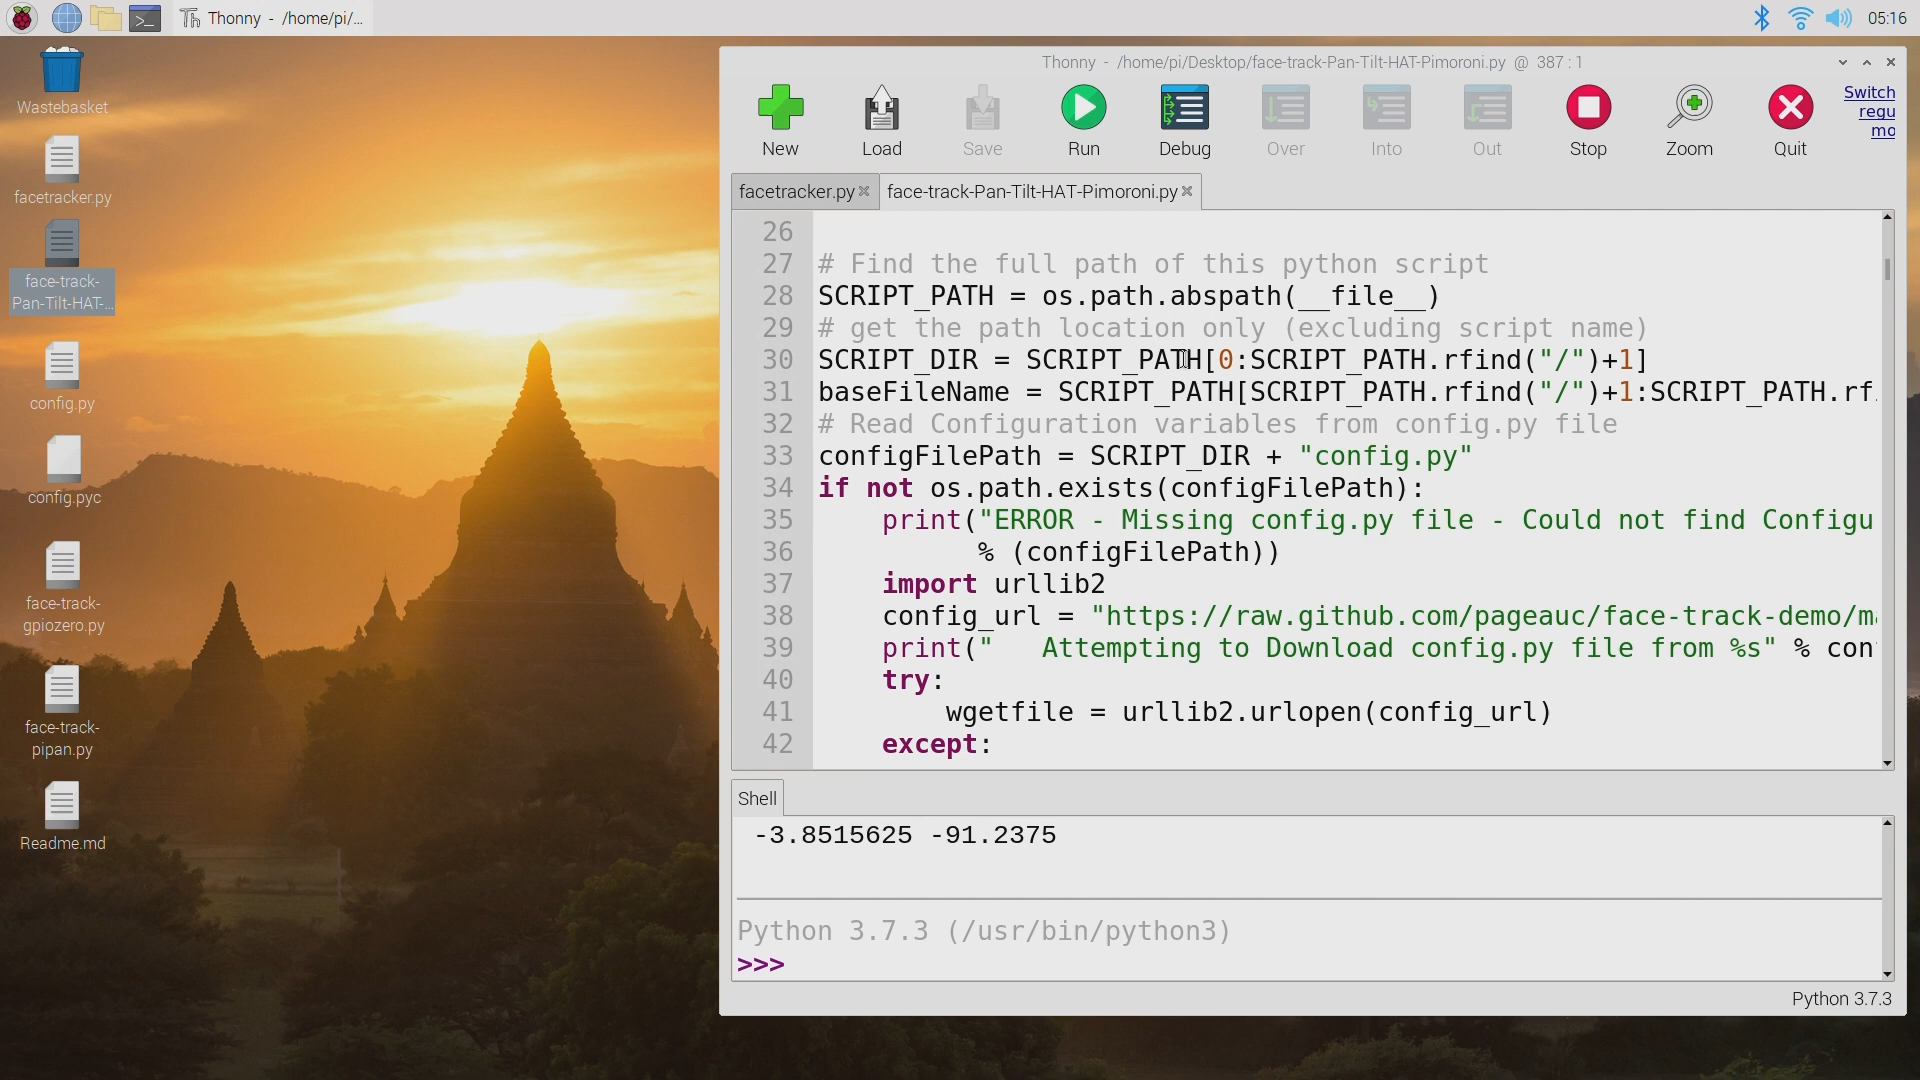 Thonny - /home/pi/...
05:16
Wastebasket
facetracker.py
face-track-
Pan-Tilt-HAT-...
config.py
config.pyc
face-track-
gpiozero.py
face-track-
pipan.py
Readme.md
Thonny - /home/pi/Desktop/face-track-Pan-Tilt-HAT-Pimoroni.py @ 387 : 1
New Load Save Run Debug Over Into Out Stop Zoom Quit
Switch
regu
mo
facetracker.py face-track-Pan-Tilt-HAT-Pimoroni.py
26
27 # Find the full path of this python script
28 SCRIPT_PATH = os.path.abspath(__file__)
29 # get the path location only (excluding script name)
30 SCRIPT_DIR = SCRIPT_PATH[0:SCRIPT_PATH.rfind("/")+1]
31 baseFileName = SCRIPT_PATH[SCRIPT_PATH.rfind("/")+1:SCRIPT_PATH.rf
32 # Read Configuration variables from config.py file
33 configFilePath = SCRIPT_DIR + "config.py"
34 if not os.path.exists(configFilePath):
35 print("ERROR - Missing config.py file - Could not find Configu
36 % (configFilePath))
37 import urllib2
38 config_url = "https://raw.github.com/pageauc/face-track-demo/ma
39 print("   Attempting to Download config.py file from %s" % con
40 try:
41 wgetfile = urllib2.urlopen(config_url)
42 except:
Shell
-3.8515625 -91.2375
Python 3.7.3 (/usr/bin/python3)
>>>
Python 3.7.3